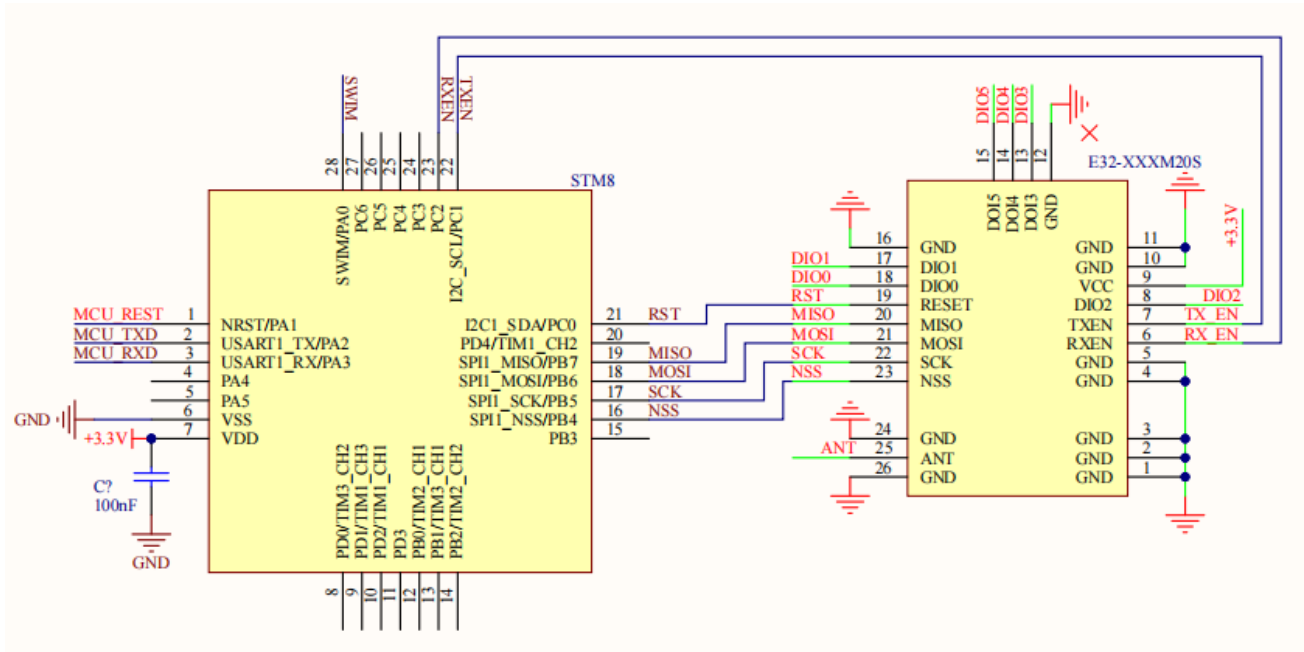 SWIM
RXEN
TXEN
28
27
26
25
24
23
22
STM8
SWIM/PA0
PC6
PC5
PC4
PC3
PC2
I2C_SCL/PC1
MCU_REST 1 NRST/PA1
MCU_TXD 2 USART1_TX/PA2
MCU_RXD 3 USART1_RX/PA3
4 PA4
5 PA5
GND 6 VSS
+3.3V 7 VDD
C?
100nF
GND
I2C1_SDA/PC0 21 RST
PD4/TIM1_CH2 20
SPI1_MISO/PB7 19 MISO
SPI1_MOSI/PB6 18 MOSI
SPI1_SCK/PB5 17 SCK
SPI1_NSS/PB4 16 NSS
PB3 15
PD0/TIM3_CH2
PD1/TIM1_CH3
PD2/TIM1_CH1
PD3
PB0/TIM2_CH1
PB1/TIM3_CH1
PB2/TIM2_CH2
8
9
10
11
12
13
14
DIO5
DIO4
DIO3
15
14
13
12
E32-XXXM20S
DOI5
DOI4
DOI3
GND
16 GND
DIO1 17 DIO1
DIO0 18 DIO0
RST 19 RESET
MISO 20 MISO
MOSI 21 MOSI
SCK 22 SCK
NSS 23 NSS
24 GND
ANT 25 ANT
26 GND
GND 11
GND 10
VCC 9 +3.3V
DIO2 8 DIO2
TXEN 7 TX_EN
RXEN 6 RX_EN
GND 5
GND 4
GND 3
GND 2
GND 1